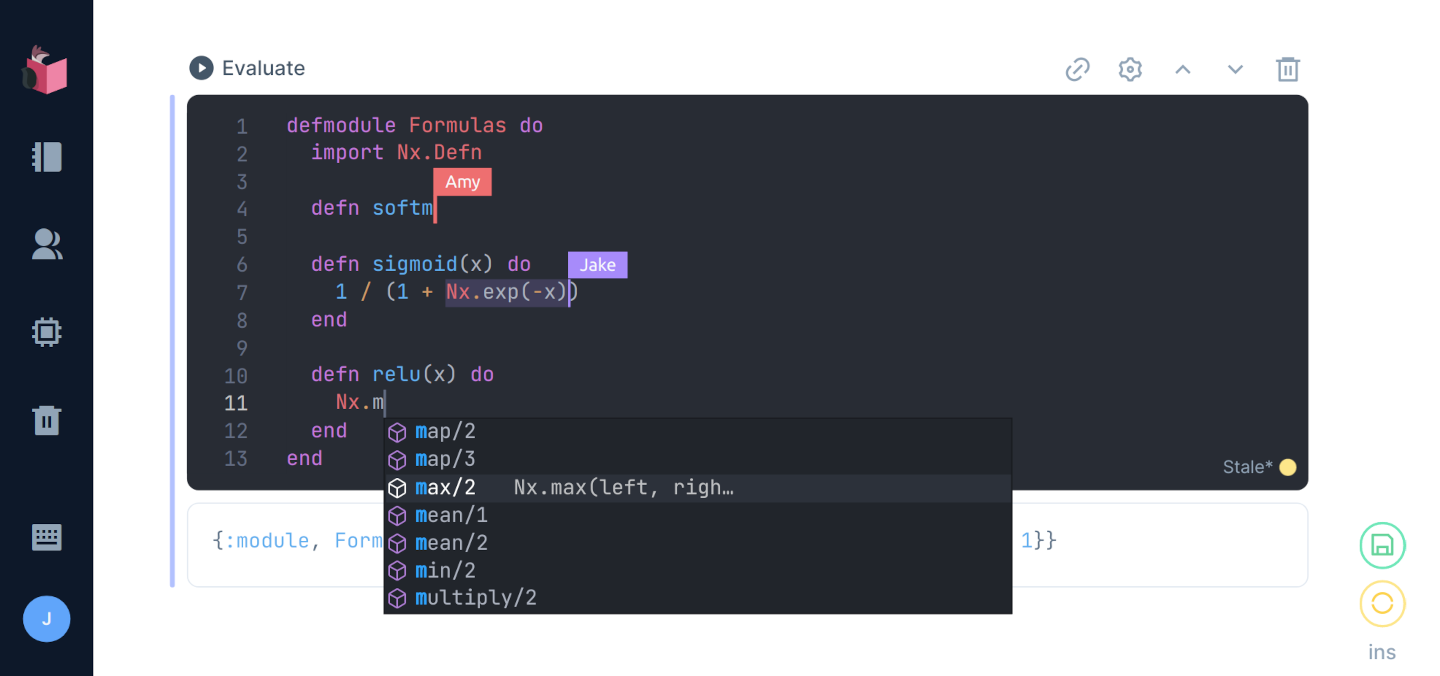 Evaluate
1 defmodule Formulas do
2 import Nx.Defn
3
Amy
4 defn softm
5
6 defn sigmoid(x) do
Jake
7 1 / (1 + Nx.exp(-x))
8 end
9
10 defn relu(x) do
11 Nx.m
12 end
13 end
map/2
map/3
max/2 Nx.max(left, righ…
mean/1
mean/2
min/2
multiply/2
Stale*
{:module, Form 1}}
J
ins